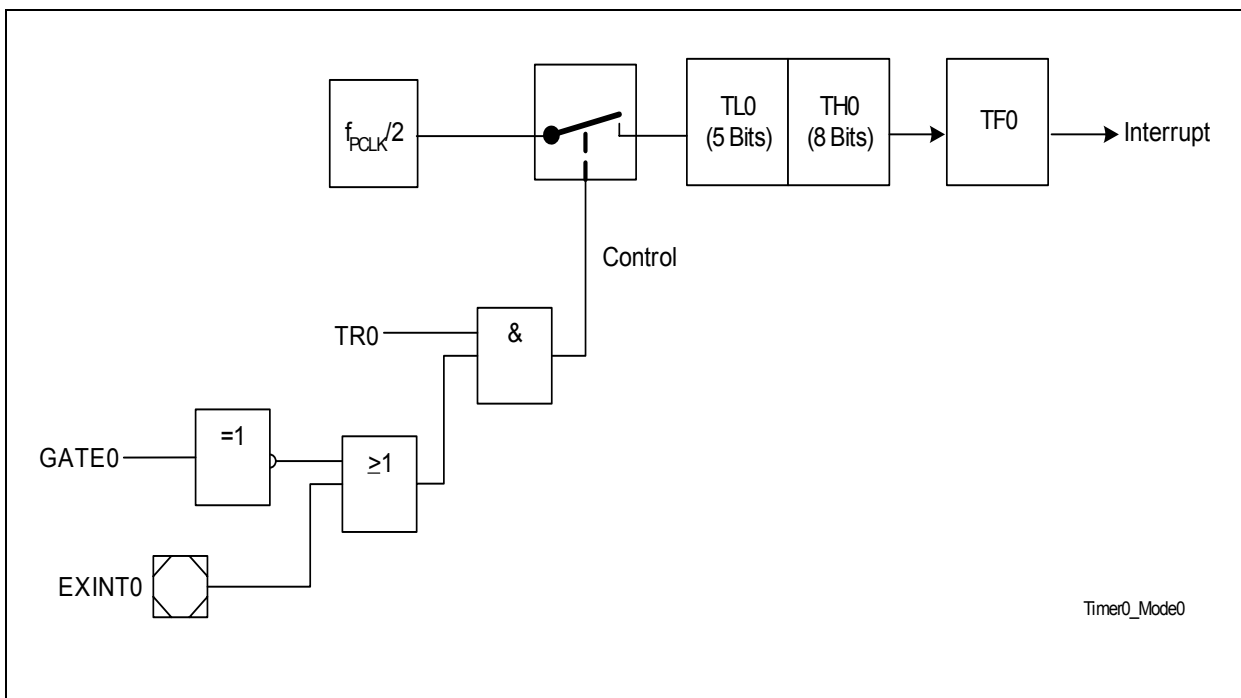 f_PCLK/2
TL0
(5 Bits)
TH0
(8 Bits)
TF0
Interrupt
Control
TR0
&
=1
GATE0
≥1
EXINT0
Timer0_Mode0